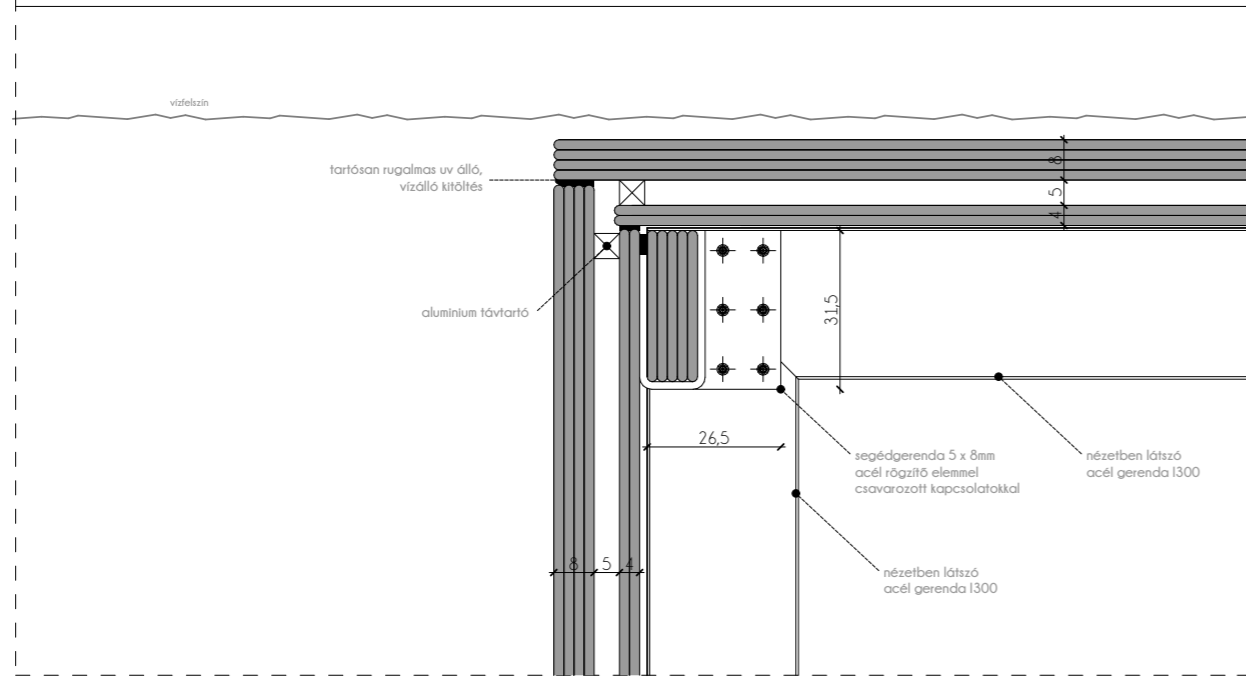 vízfelszín
tartósan rugalmas uv álló,
vízálló kitöltés
8
5
4
aluminium távtartó
31,5
26,5
segédgerenda 5 x 8mm
acél rögzítő elemmel
csavarozott kapcsolatokkal
nézetben látszó
acél gerenda I300
8
5
4
nézetben látszó
acél gerenda I300